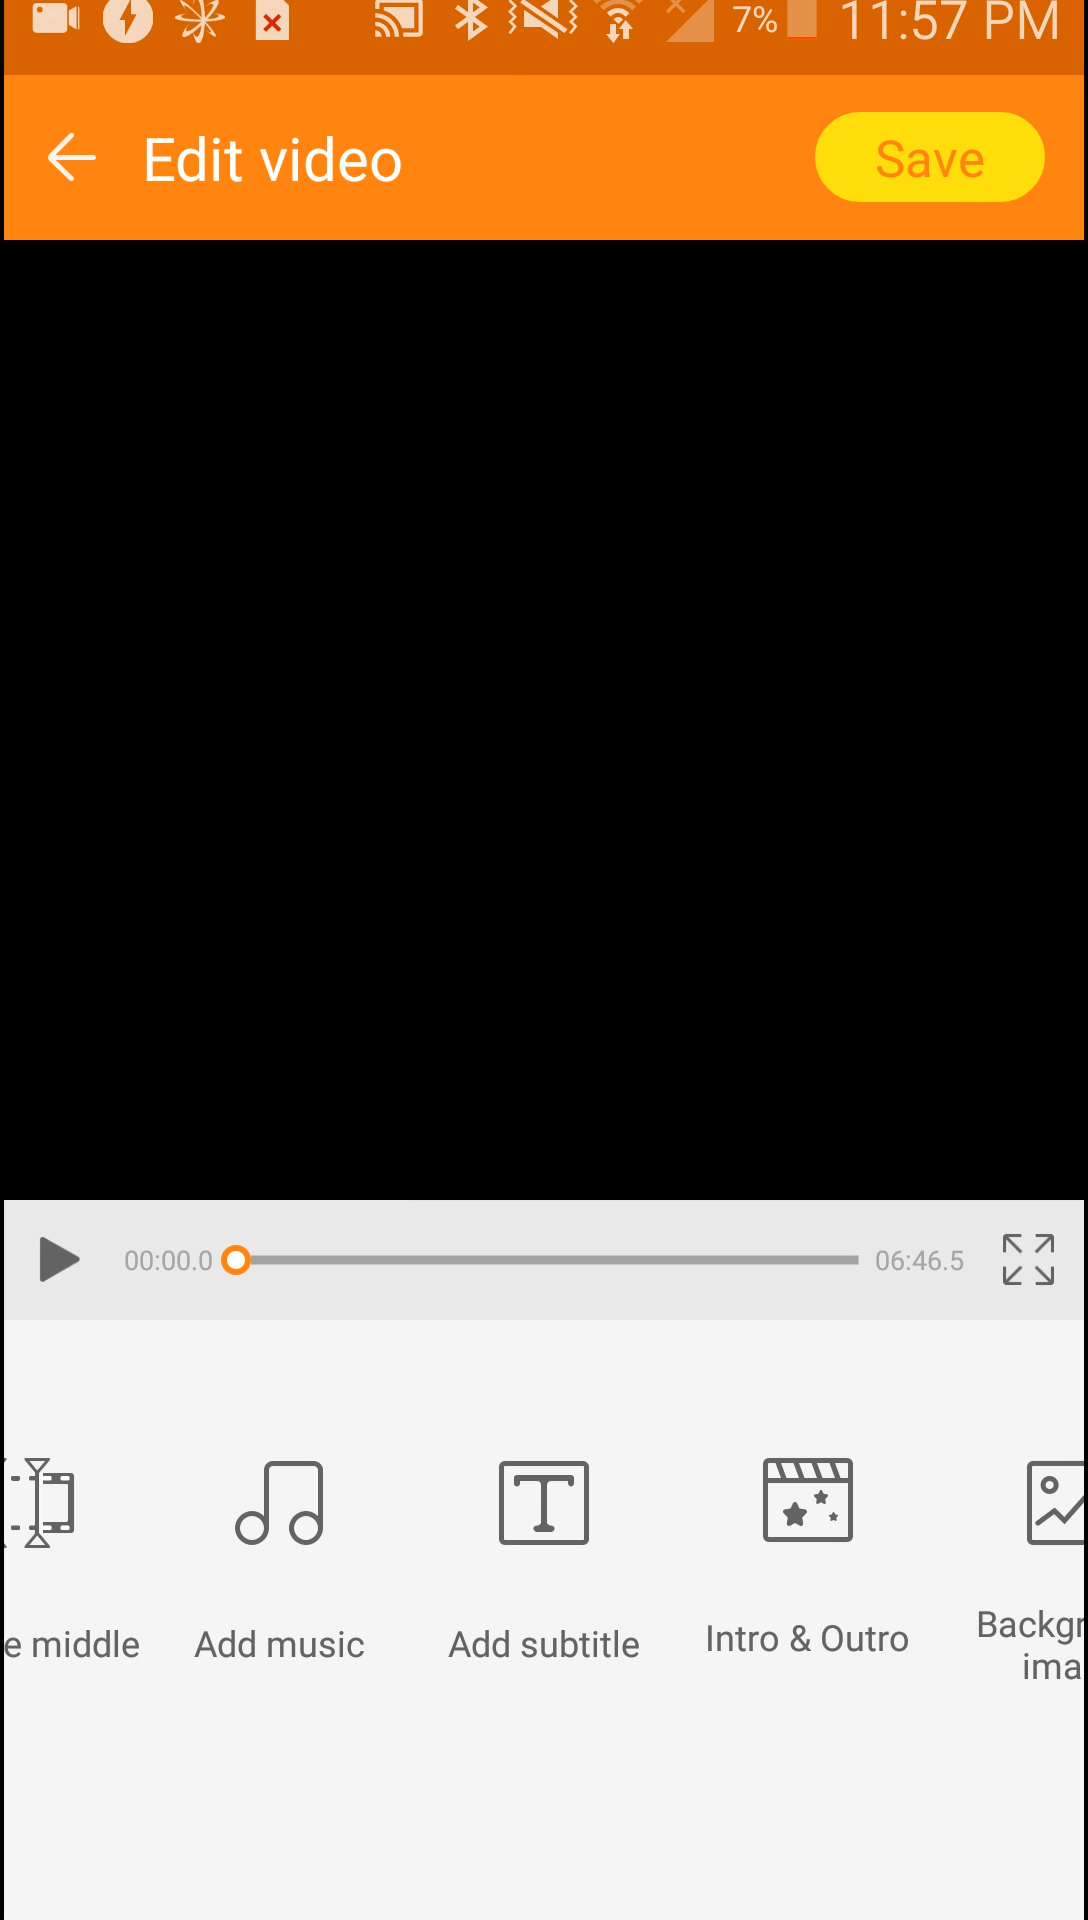 7% 11:57 PM
Edit video
Save
00:00.0
06:46.5
e middle
Add music
Add subtitle
Intro & Outro
Backgr
ima